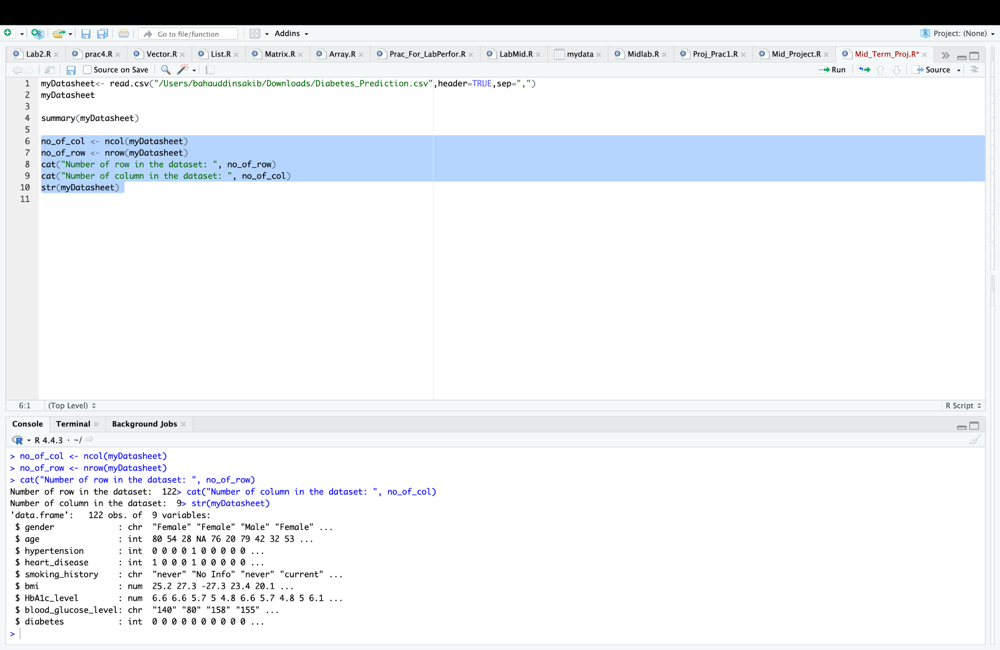 Go to file/function Addins Project: (None)
Lab2.R prac4.R Vector.R List.R Matrix.R Array.R Prac_For_LabPerfor.R LabMid.R mydata Midlab.R Proj_Prac1.R Mid_Project.R Mid_Term_Proj.R*
Source on Save Run Source
1 myDatasheet<- read.csv("/Users/bahauddinsakib/Downloads/Diabetes_Prediction.csv",header=TRUE,sep=",")
2 myDatasheet
3
4 summary(myDatasheet)
5
6 no_of_col <- ncol(myDatasheet)
7 no_of_row <- nrow(myDatasheet)
8 cat("Number of row in the dataset: ", no_of_row)
9 cat("Number of column in the dataset: ", no_of_col)
10 str(myDatasheet)
11
6:1 (Top Level) R Script
Console Terminal Background Jobs
R 4.4.3 · ~/
> no_of_col <- ncol(myDatasheet)
> no_of_row <- nrow(myDatasheet)
> cat("Number of row in the dataset: ", no_of_row)
Number of row in the dataset:  122> cat("Number of column in the dataset: ", no_of_col)
Number of column in the dataset:  9> str(myDatasheet)
'data.frame':   122 obs. of  9 variables:
 $ gender             : chr  "Female" "Female" "Male" "Female" ...
 $ age                : int  80 54 28 NA 76 20 79 42 32 53 ...
 $ hypertension       : int  0 0 0 0 1 0 0 0 0 0 ...
 $ heart_disease      : int  1 0 0 0 1 0 0 0 0 0 ...
 $ smoking_history    : chr  "never" "No Info" "never" "current" ...
 $ bmi                : num  25.2 27.3 -27.3 23.4 20.1 ...
 $ HbA1c_level        : num  6.6 6.6 5.7 5 4.8 6.6 5.7 4.8 5 6.1 ...
 $ blood_glucose_level: chr  "140" "80" "158" "155" ...
 $ diabetes           : int  0 0 0 0 0 0 0 0 0 0 ...
>